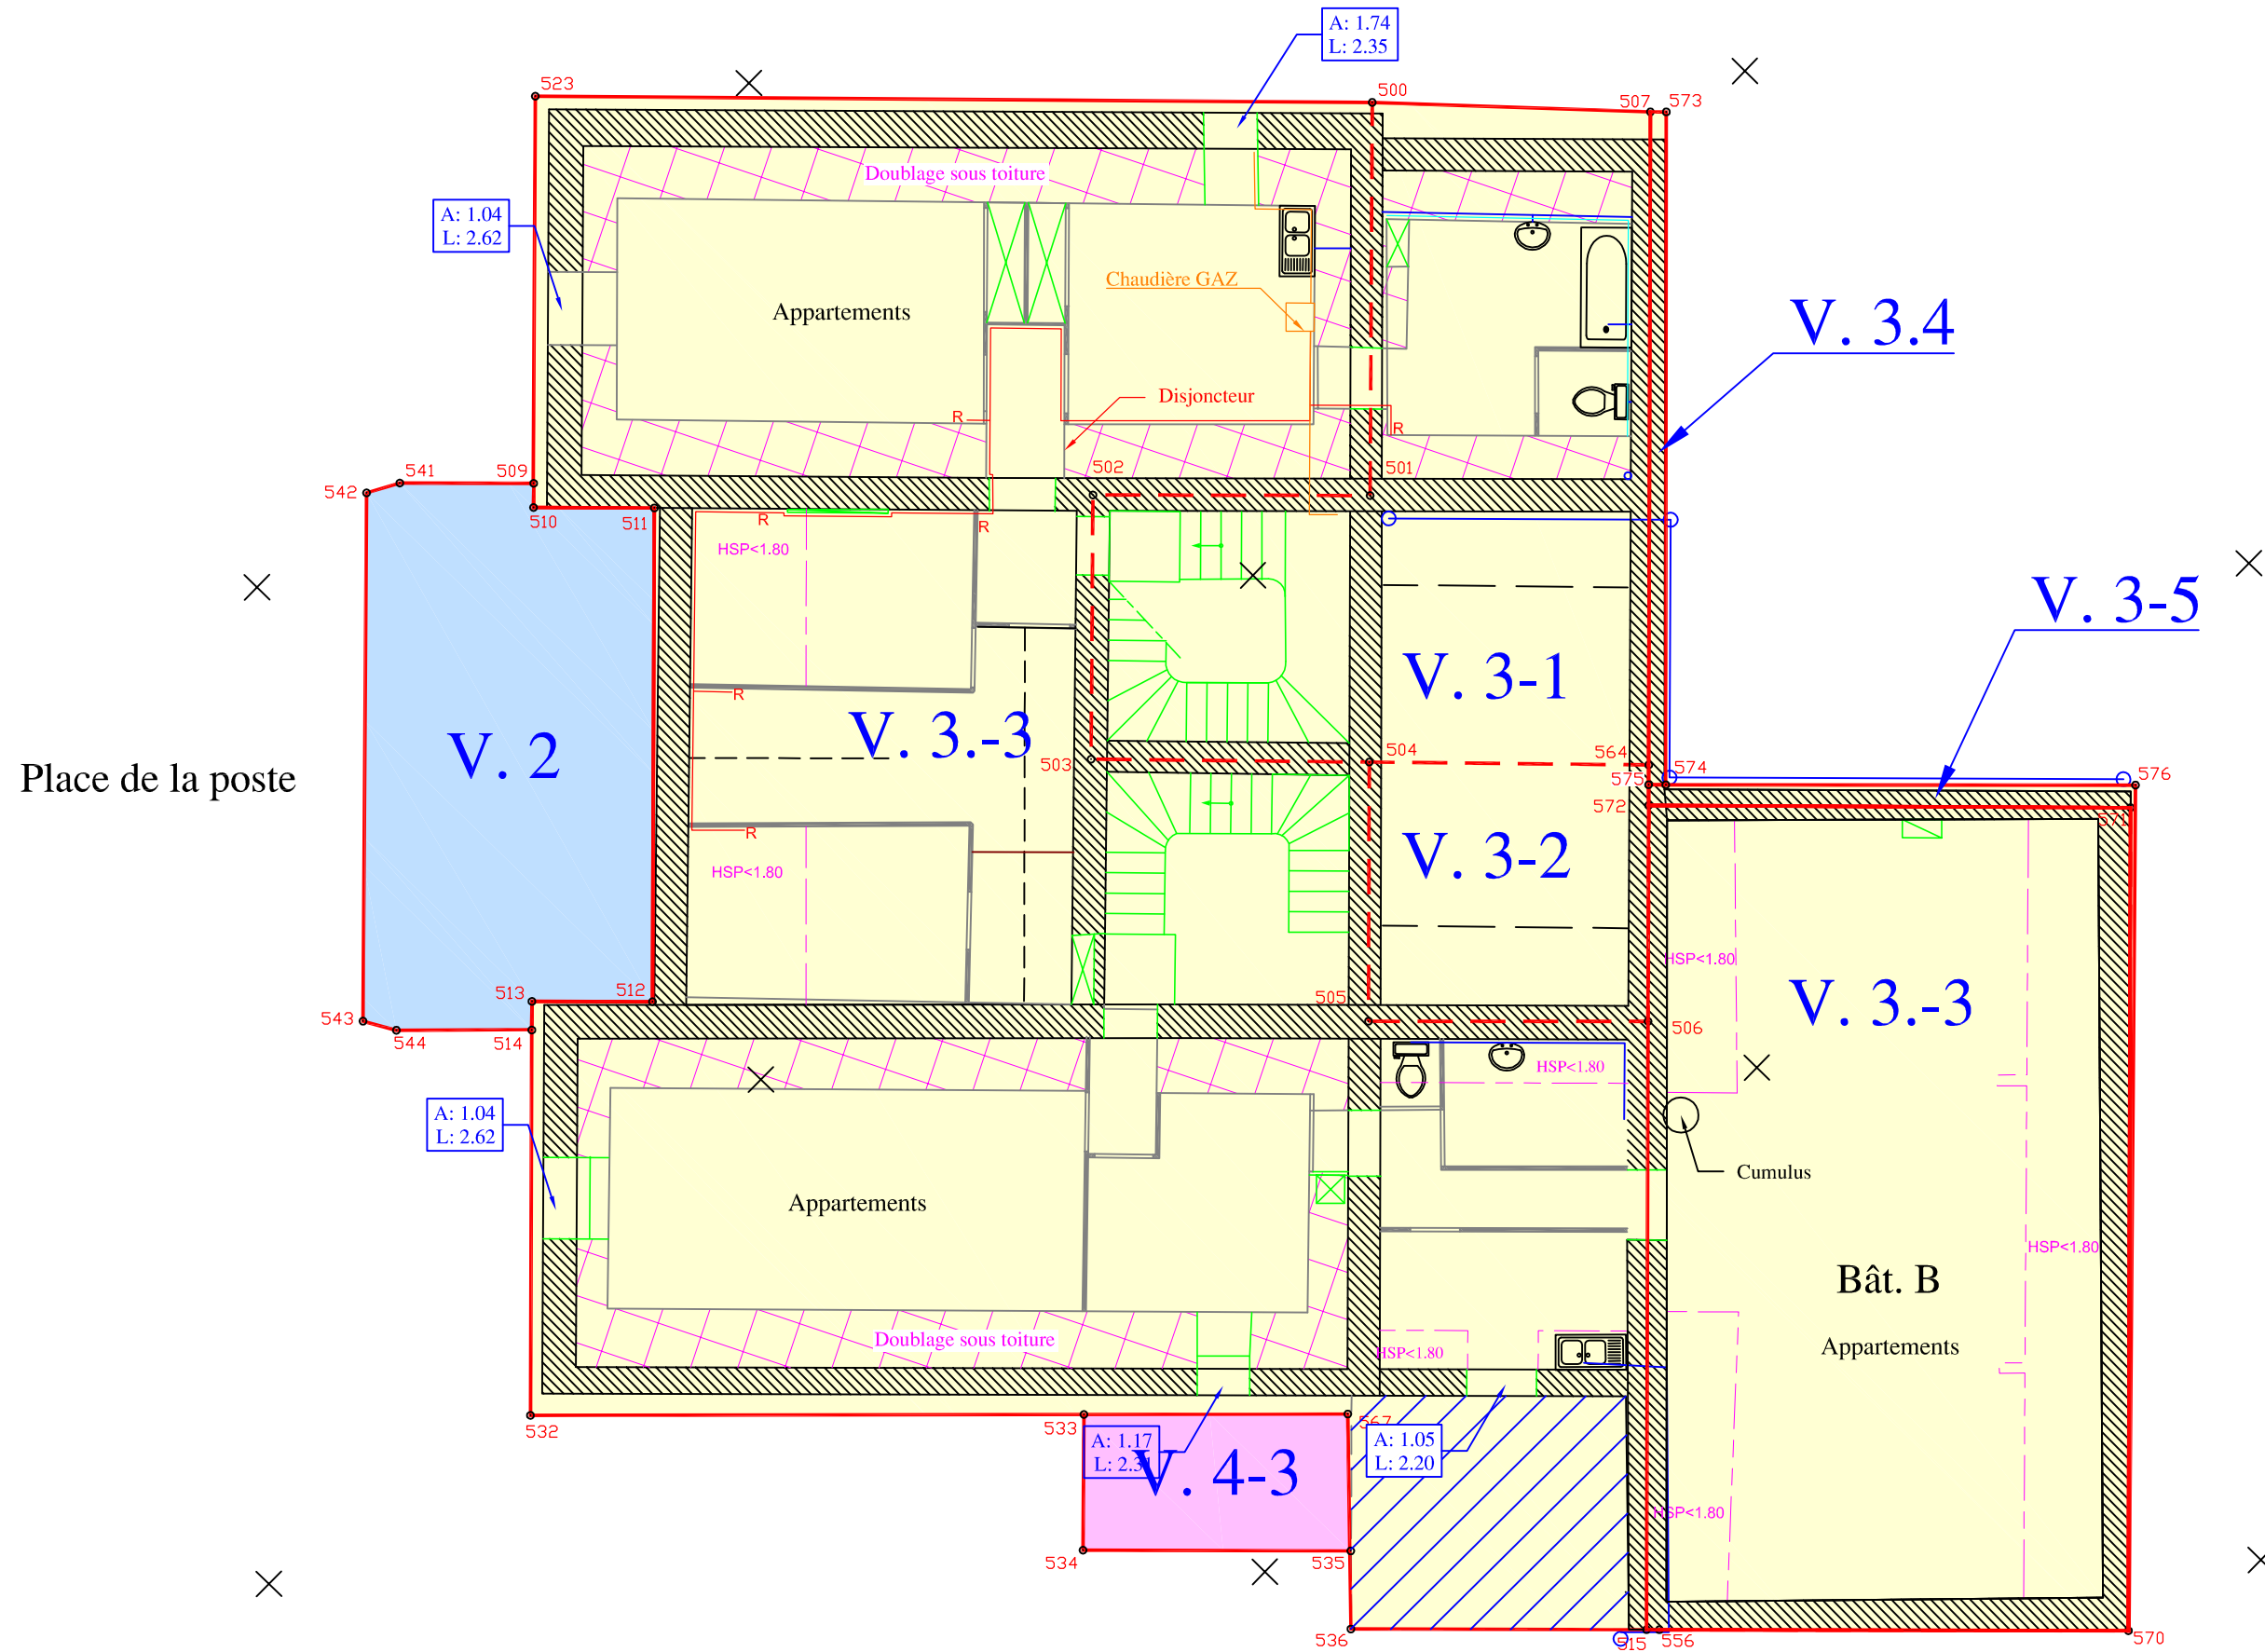 A: 1.74
L: 2.35
523
500
507
573
Doublage sous toiture
A: 1.04
L: 2.62
Chaudière GAZ
Appartements
V. 3.4
Disjoncteur
R
R
541
509
502
501
542
510
511
R
R
HSP<1.80
V. 3-5
V. 3-1
R
V. 3.-3
V. 2
Place de la poste
503
504
564
574
575
576
572
571
R
V. 3-2
HSP<1.80
HSP<1.80
V. 3.-3
513
512
505
543
544
514
506
HSP<1.80
A: 1.04
L: 2.62
Cumulus
Appartements
HSP<1.80
Bât. B
Doublage sous toiture
HSP<1.80
Appartements
532
533
567
A: 1.17
L: 2.31
V. 4-3
A: 1.05
L: 2.20
HSP<1.80
534
535
536
515
556
570